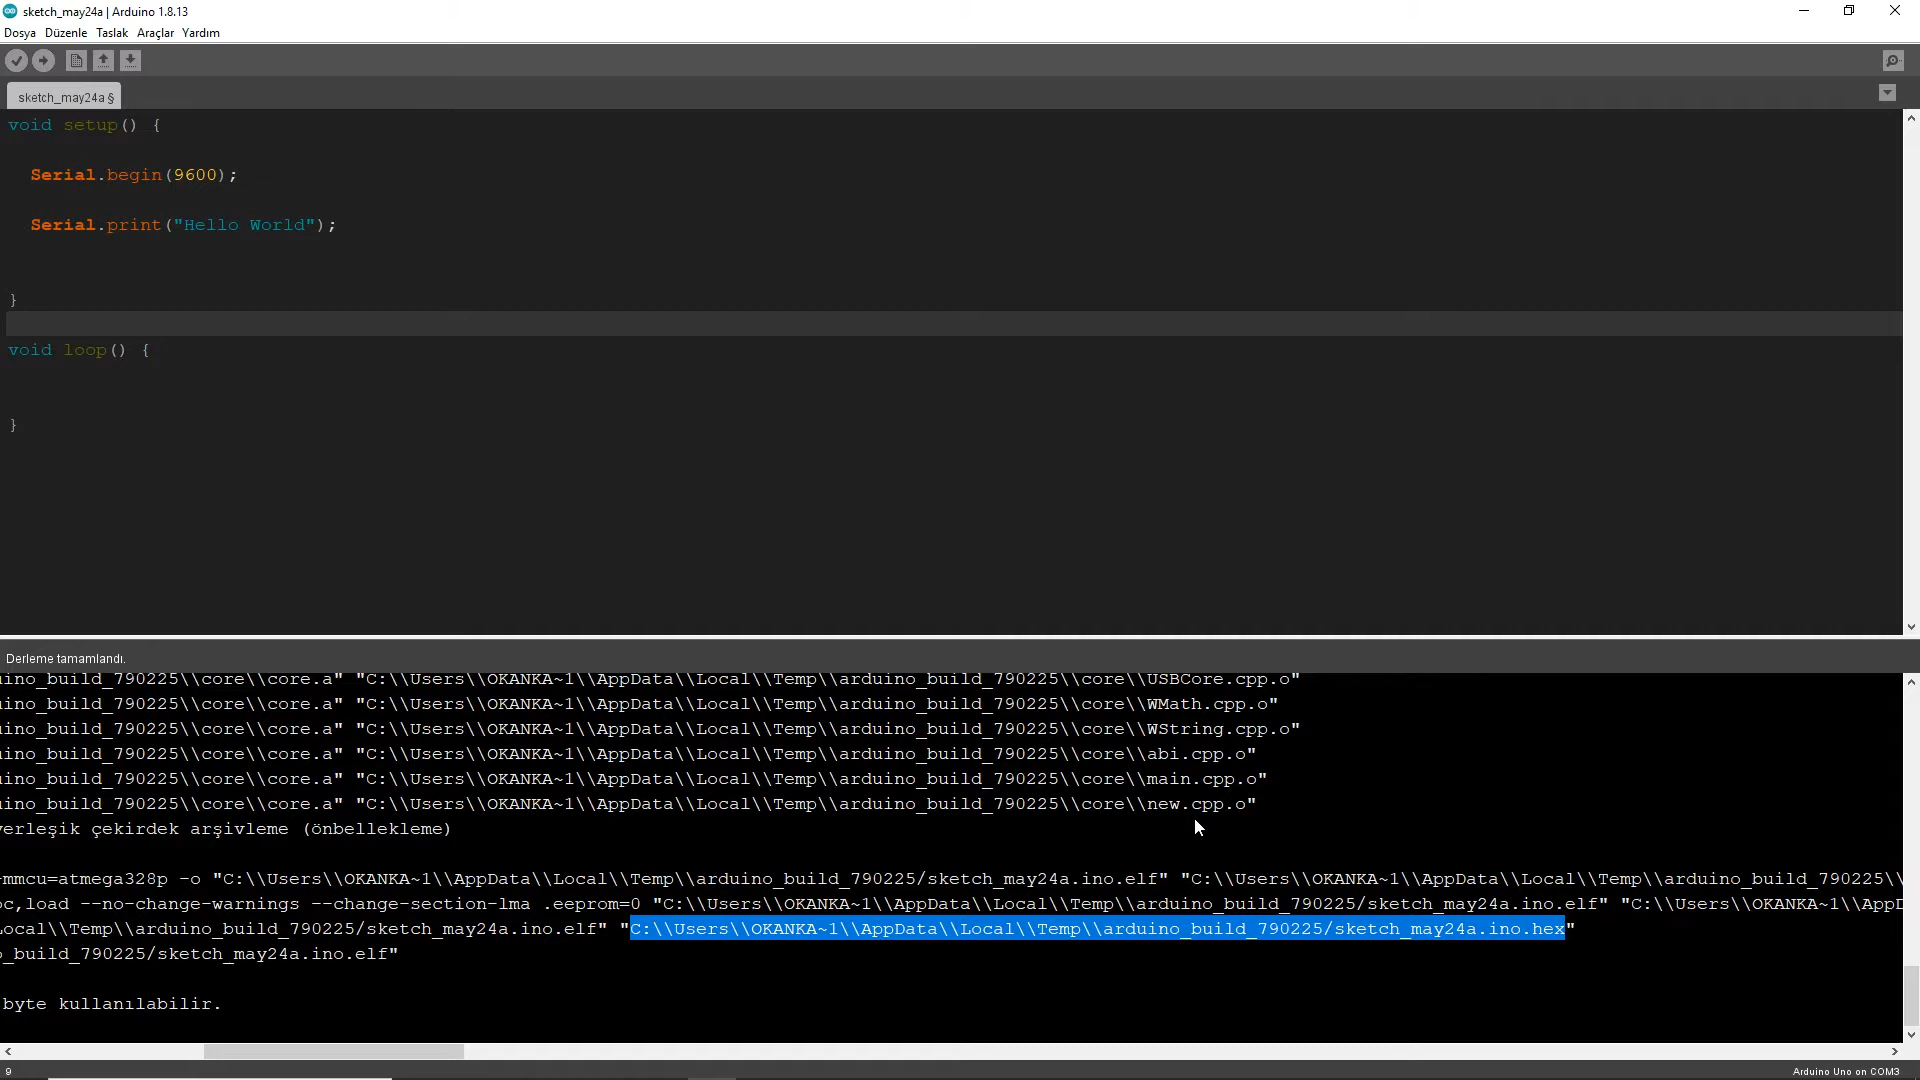 sketch_may24a | Arduino 1.8.13
Dosya Düzenle Taslak Araçlar Yardım
sketch_may24a §
void setup() {
Serial.begin(9600);
Serial.print("Hello World");
}
void loop() {
}
Derleme tamamlandı.
ino_build_790225\\core\\core.a" "C:\\Users\\OKANKA~1\\AppData\\Local\\Temp\\arduino_build_790225\\core\\USBCore.cpp.o"
ino_build_790225\\core\\core.a" "C:\\Users\\OKANKA~1\\AppData\\Local\\Temp\\arduino_build_790225\\core\\WMath.cpp.o"
ino_build_790225\\core\\core.a" "C:\\Users\\OKANKA~1\\AppData\\Local\\Temp\\arduino_build_790225\\core\\WString.cpp.o"
ino_build_790225\\core\\core.a" "C:\\Users\\OKANKA~1\\AppData\\Local\\Temp\\arduino_build_790225\\core\\abi.cpp.o"
ino_build_790225\\core\\core.a" "C:\\Users\\OKANKA~1\\AppData\\Local\\Temp\\arduino_build_790225\\core\\main.cpp.o"
ino_build_790225\\core\\core.a" "C:\\Users\\OKANKA~1\\AppData\\Local\\Temp\\arduino_build_790225\\core\\new.cpp.o"
yerleşik çekirdek arşivleme (önbellekleme)
-mmcu=atmega328p -o "C:\\Users\\OKANKA~1\\AppData\\Local\\Temp\\arduino_build_790225/sketch_may24a.ino.elf" "C:\\Users\\OKANKA~1\\AppData\\Local\\Temp\\arduino_build_790225\\
oc,load --no-change-warnings --change-section-lma .eeprom=0 "C:\\Users\\OKANKA~1\\AppData\\Local\\Temp\\arduino_build_790225/sketch_may24a.ino.elf" "C:\\Users\\OKANKA~1\\AppD
Local\\Temp\\arduino_build_790225/sketch_may24a.ino.elf" "C:\\Users\\OKANKA~1\\AppData\\Local\\Temp\\arduino_build_790225/sketch_may24a.ino.hex"
o_build_790225/sketch_may24a.ino.elf"
byte kullanılabilir.
9
Arduino Uno on COM3